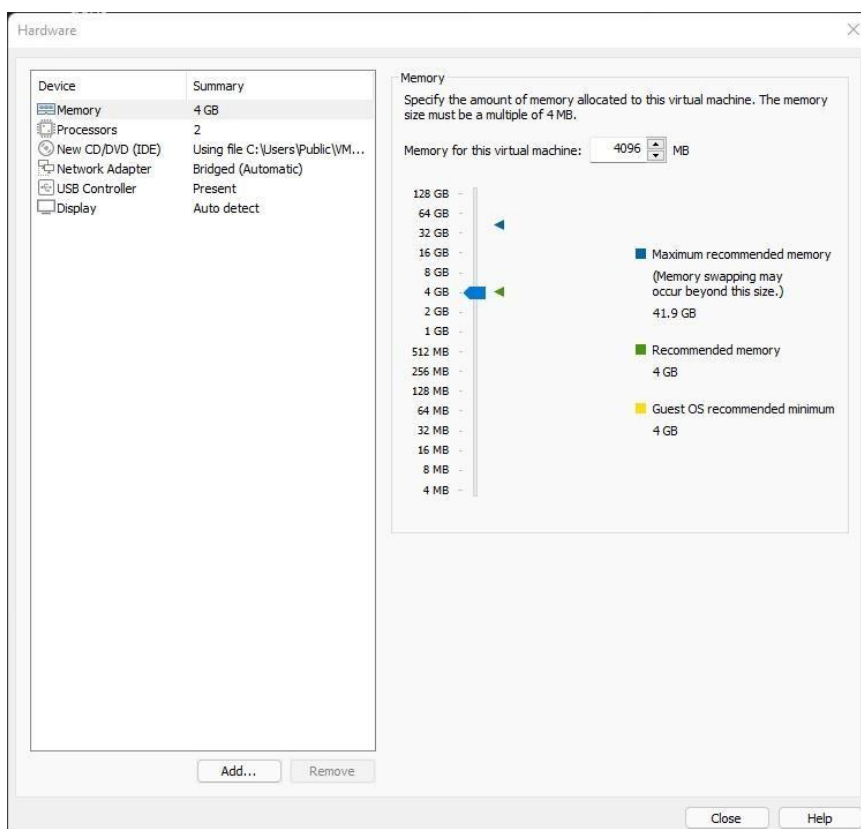 Hardware
Device Summary
Memory 4 GB
Processors 2
New CD/DVD (IDE) Using file C:\Users\Public\VM...
Network Adapter Bridged (Automatic)
USB Controller Present
Display Auto detect
Add... Remove
Memory
Specify the amount of memory allocated to this virtual machine. The memory
size must be a multiple of 4 MB.
Memory for this virtual machine: 4096 MB
128 GB
64 GB
32 GB
16 GB
8 GB
4 GB
2 GB
1 GB
512 MB
256 MB
128 MB
64 MB
32 MB
16 MB
8 MB
4 MB
Maximum recommended memory
(Memory swapping may
occur beyond this size.)
41.9 GB
Recommended memory
4 GB
Guest OS recommended minimum
4 GB
Close Help